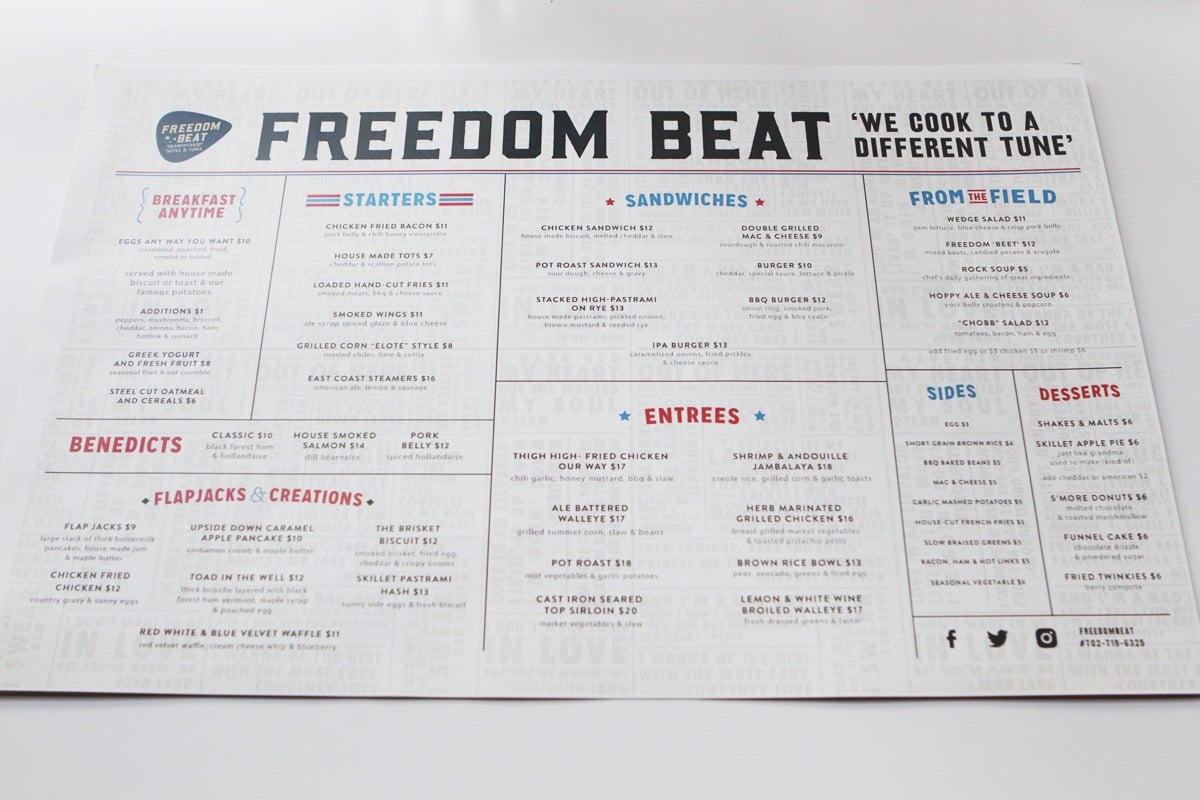 FREEDOM
BEAT
TASTES & TUNES
FREEDOM BEAT
'WE COOK TO A
DIFFERENT TUNE'
BREAKFAST
ANYTIME
EGGS ANY WAY YOU WANT $10
scrambled, poached, fried,
omelet or boiled
served with house made
biscuit or toast & our
famous potatoes.
ADDITIONS $1
peppers, mushrooms, broccoli,
cheddar, onions, bacon, ham,
hotlink & spinach
GREEK YOGURT
AND FRESH FRUIT $8
seasonal fruit & oat crumble
STEEL CUT OATMEAL
AND CEREALS $6
STARTERS
CHICKEN FRIED BACON $11
pork belly & chili honey vinaigrette
HOUSE MADE TOTS $7
cheddar & scallion potato tots
LOADED HAND-CUT FRIES $11
smoked meats, bbq & cheese sauce
SMOKED WINGS $11
ale syrup spiced glaze & blue cheese
GRILLED CORN "ELOTE" STYLE $8
roasted chiles, lime & cotija
EAST COAST STEAMERS $16
american ale, lemon & sausage
BENEDICTS
CLASSIC $10
black forest ham
& hollandaise
HOUSE SMOKED
SALMON $14
dill béarnaise
PORK
BELLY $12
spiced hollandaise
FLAPJACKS & CREATIONS
FLAP JACKS $9
large stack of thick buttermilk
pancakes, house made jam
& maple butter
UPSIDE DOWN CARAMEL
APPLE PANCAKE $10
cinnamon crumb & maple butter
THE BRISKET
BISCUIT $12
smoked brisket, fried egg,
cheddar & crispy onions
CHICKEN FRIED
CHICKEN $12
country gravy & sunny eggs
TOAD IN THE WELL $12
thick brioche layered with black
forest ham vermont, maple syrup
& poached egg
SKILLET PASTRAMI
HASH $13
sunny side eggs & fresh biscuit
RED WHITE & BLUE VELVET WAFFLE $11
red velvet waffle, cream cheese whip & blueberry
SANDWICHES
CHICKEN SANDWICH $12
house made biscuit, melted cheddar & slaw
DOUBLE GRILLED
MAC & CHEESE $9
sourdough & roasted chili macaroni
POT ROAST SANDWICH $13
sour dough, cheese & gravy
BURGER $10
cheddar, special sauce, lettuce & pickle
STACKED HIGH-PASTRAMI
ON RYE $13
house made pastrami, pickled onions,
brown mustard & seeded rye
BBQ BURGER $12
onion ring, smoked pork,
fried egg & bbq sauce
IPA BURGER $13
caramelized onions, fried pickles
& cheese sauce
ENTREES
THIGH HIGH- FRIED CHICKEN
OUR WAY $17
chili garlic, honey mustard, bbq & slaw
SHRIMP & ANDOUILLE
JAMBALAYA $18
creole rice, grilled corn & garlic toasts
ALE BATTERED
WALLEYE $17
grilled summer corn, slaw & beans
HERB MARINATED
GRILLED CHICKEN $16
breast grilled market vegetables
& toasted pistachio pesto
POT ROAST $18
root vegetables & garlic potatoes
BROWN RICE BOWL $13
peas, avocado, greens & fried egg
CAST IRON SEARED
TOP SIRLOIN $20
market vegetables & slaw
LEMON & WHITE WINE
BROILED WALLEYE $17
fresh dressed greens & tartar
FROM THE FIELD
WEDGE SALAD $11
gem lettuce, blue cheese & crisp pork belly
FREEDOM 'BEET' $12
mixed beets, candied pecans & arugula
ROCK SOUP $5
chef's daily gathering of great ingredients
HOPPY ALE & CHEESE SOUP $6
pork belly croutons & popcorn
"CHOBB" SALAD $12
tomatoes, bacon, ham & egg
add fried egg or $3 chicken $5 or shrimp $8
SIDES
EGG $3
SHORT GRAIN BROWN RICE $4
BBQ BAKED BEANS $5
MAC & CHEESE $5
GARLIC MASHED POTATOES $5
HOUSE-CUT FRENCH FRIES $5
SLOW BRAISED GREENS $5
BACON, HAM & HOT LINKS $5
SEASONAL VEGETABLE $6
DESSERTS
SHAKES & MALTS $6
SKILLET APPLE PIE $6
just like grandma
used to make (kind of)
add cheddar or american $2
S'MORE DONUTS $6
melted chocolate
& toasted marshmallow
FUNNEL CAKE $6
chocolate drizzle
& powdered sugar
FRIED TWINKIES $6
berry compote
FREEDOMBEAT
#702-719-6325